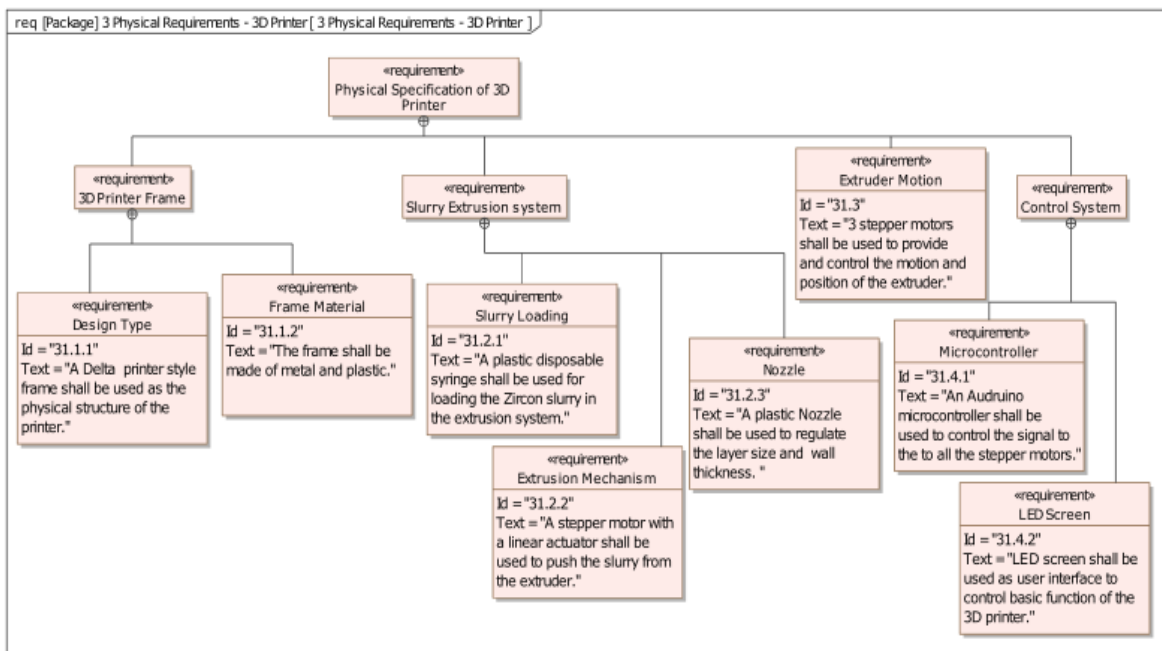 req [Package] 3 Physical Requirements - 3D Printer[ 3 Physical Requirements - 3D Printer ]
«requirement»
Physical Specification of 3D
Printer
«requirement»
3D Printer Frame
«requirement»
Slurry Extrusion system
«requirement»
Extruder Motion
Id = "31.3"
Text = "3 stepper motors
shall be used to provide
and control the motion and
position of the extruder."
«requirement»
Control System
«requirement»
Design Type
Id = "31.1.1"
Text = "A Delta printer style
frame shall be used as the
physical structure of the
printer."
«requirement»
Frame Material
Id = "31.1.2"
Text = "The frame shall be
made of metal and plastic."
«requirement»
Slurry Loading
Id = "31.2.1"
Text = "A plastic disposable
syringe shall be used for
loading the Zircon slurry in
the extrusion system."
«requirement»
Extrusion Mechanism
Id = "31.2.2"
Text = "A stepper motor with
a linear actuator shall be
used to push the slurry from
the extruder."
«requirement»
Nozzle
Id = "31.2.3"
Text = "A plastic Nozzle
shall be used to regulate
the layer size and wall
thickness. "
«requirement»
Microcontroller
Id = "31.4.1"
Text = "An Audruino
microcontroller shall be
used to control the signal to
the to all the stepper motors."
«requirement»
LED Screen
Id = "31.4.2"
Text = "LED screen shall be
used as user interface to
control basic function of the
3D printer."